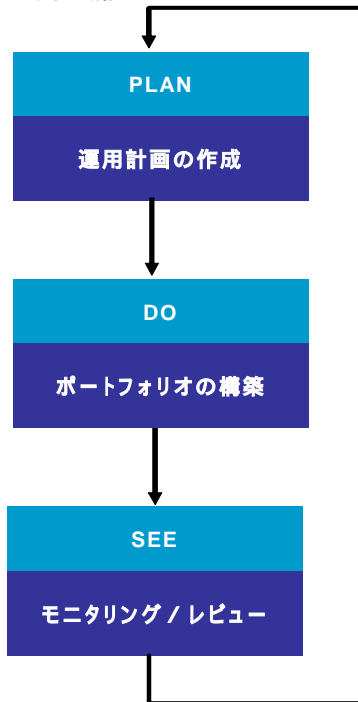 PLAN
運用計画の作成
DO
ポートフォリオの構築
SEE
モニタリング / レビュー